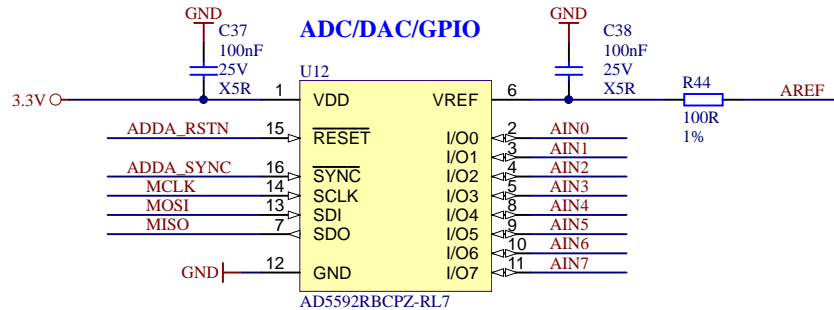 GND
C37
100nF
25V
X5R
ADC/DAC/GPIO
GND
C38
100nF
25V
X5R
U12
3.3V
1
VDD
VREF
6
R44
100R
1%
AREF
ADDA_RSTN
15
RESET
I/O0
2
AIN0
I/O1
3
AIN1
ADDA_SYNC
16
SYNC
I/O2
4
AIN2
MCLK
14
SCLK
I/O3
5
AIN3
MOSI
13
SDI
I/O4
8
AIN4
MISO
7
SDO
I/O5
9
AIN5
I/O6
10
AIN6
GND
12
GND
I/O7
11
AIN7
AD5592RBCPZ-RL7